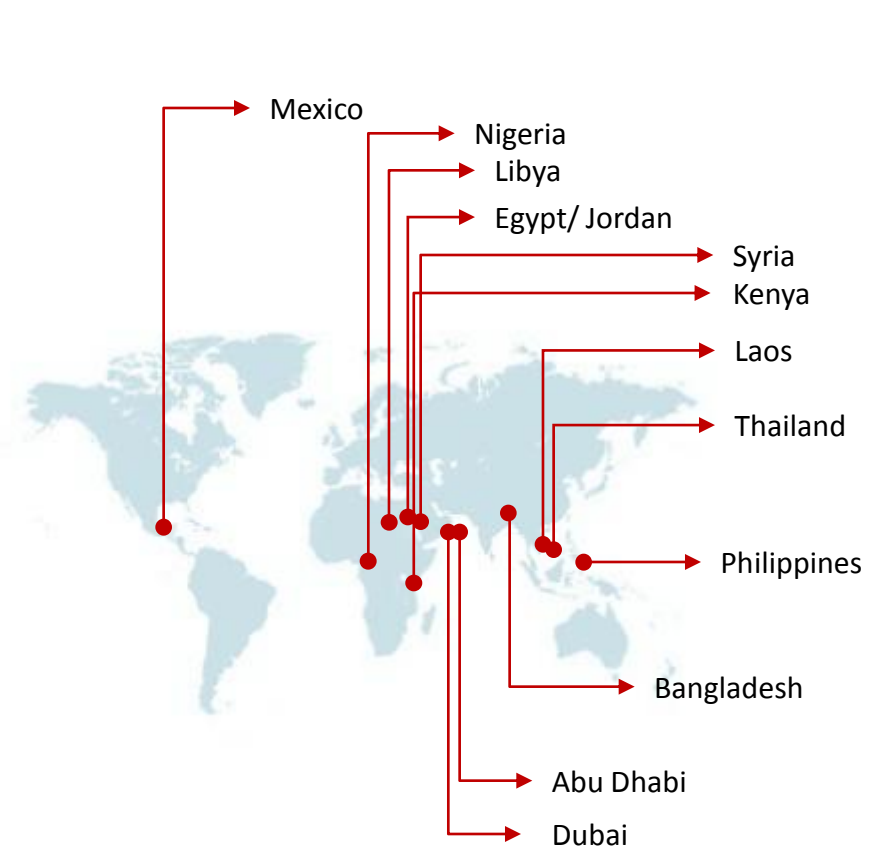 Mexico
Nigeria
Libya
Egypt/ Jordan
Syria
Kenya
Laos
Thailand
Philippines
Bangladesh
Abu Dhabi
Dubai